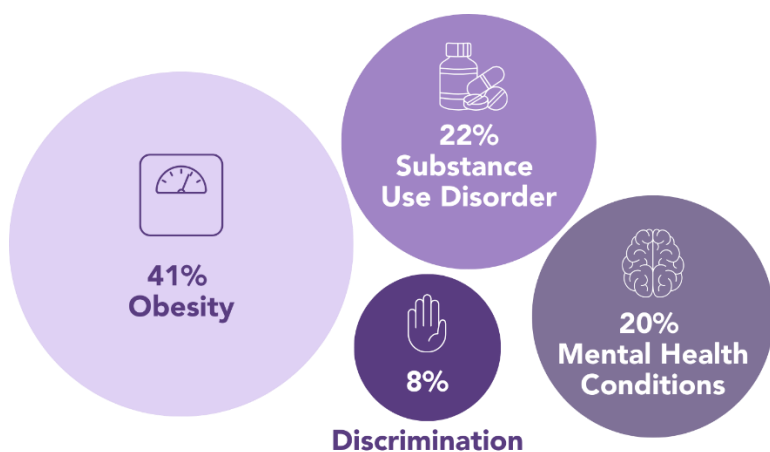 41%
Obesity
22%
Substance
Use Disorder
8%
Discrimination
20%
Mental Health
Conditions